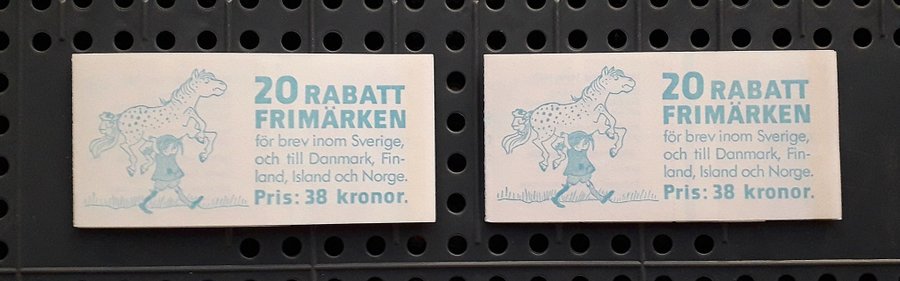 20 RABATT
FRIMÄRKEN
för brev inom Sverige,
och till Danmark, Fin-
land, Island och Norge.
Pris: 38 kronor.
20 RABATT
FRIMÄRKEN
för brev inom Sverige,
och till Danmark, Fin-
land, Island och Norge.
Pris: 38 kronor.